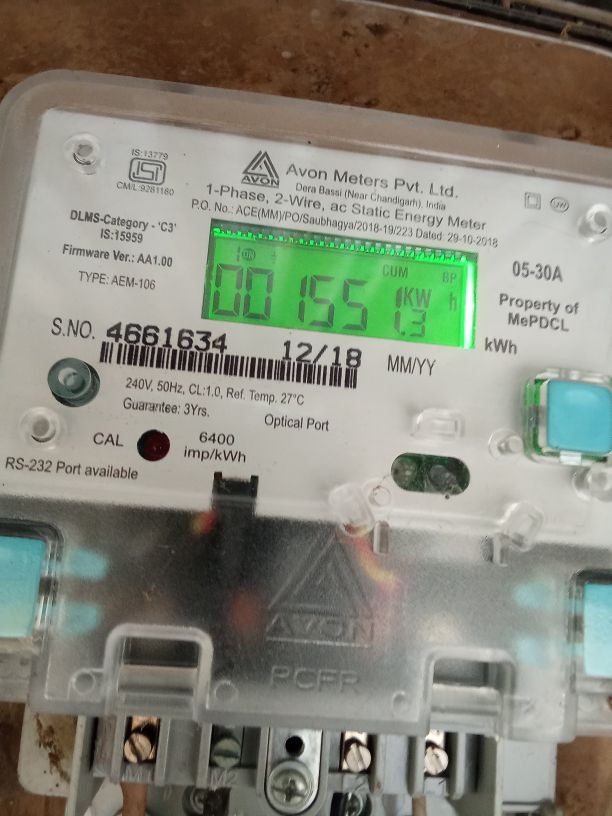 IS:13779
CM/L:9281180
AVON
Avon Meters Pvt. Ltd.
Dera Bassi (Near Chandigarh), India
1-Phase, 2-Wire, ac Static Energy Meter
P.O. No.: ACE(MM)/PO/Saubhagya/2018-19/223 Dated: 29-10-2018
DLMS-Category - 'C3'
IS:15959
Firmware Ver.: AA1.00
TYPE: AEM-106
CUM BP
001551.3 KW h
05-30A
Property of
MePDCL
kWh
S.NO. 4661634 12/18 MM/YY
240V, 50Hz, CL:1.0, Ref. Temp. 27°C
Guarantee: 3Yrs.
Optical Port
CAL
6400
imp/kWh
RS-232 Port available
AVON
PCFR
M2